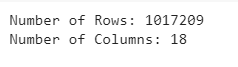 Number of Rows: 1017209
Number of Columns: 18